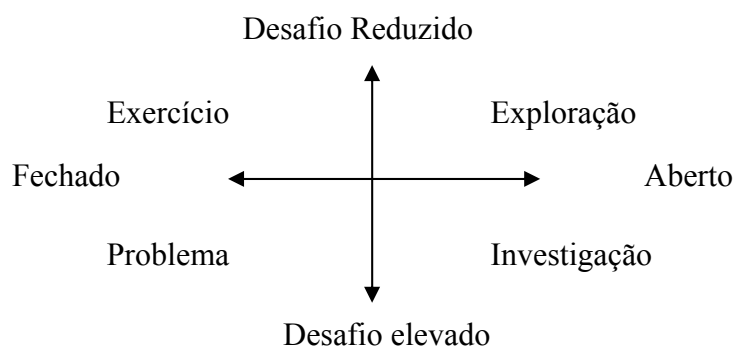 Desafio Reduzido
Exercício Exploração
Fechado Aberto
Problema Investigação
Desafio elevado